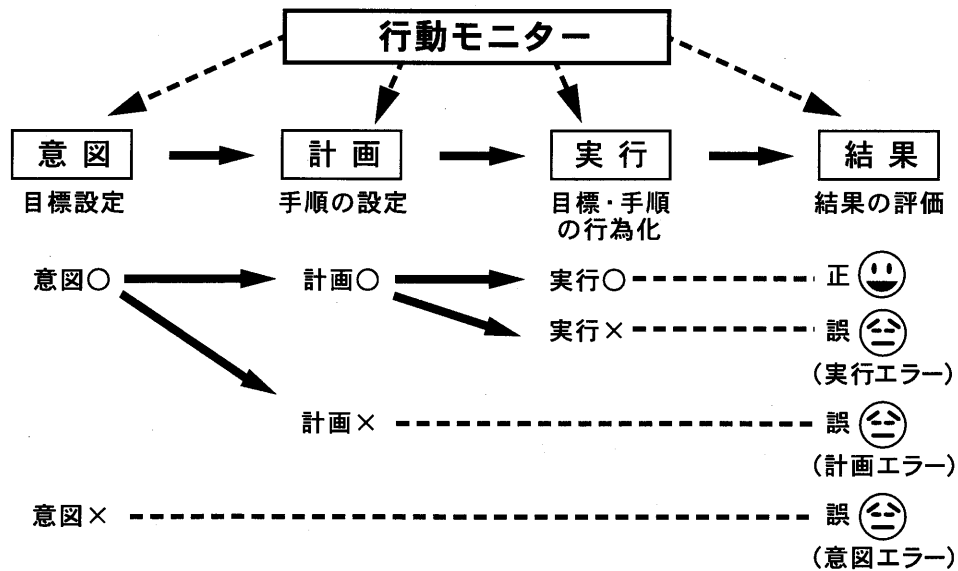 行動モニター
意図
計画
実行
結果
目標設定
手順の設定
目標・手順
の行為化
結果の評価
意図○
計画○
実行○
正
実行×
誤
(実行エラー)
計画×
誤
(計画エラー)
意図×
誤
(意図エラー)